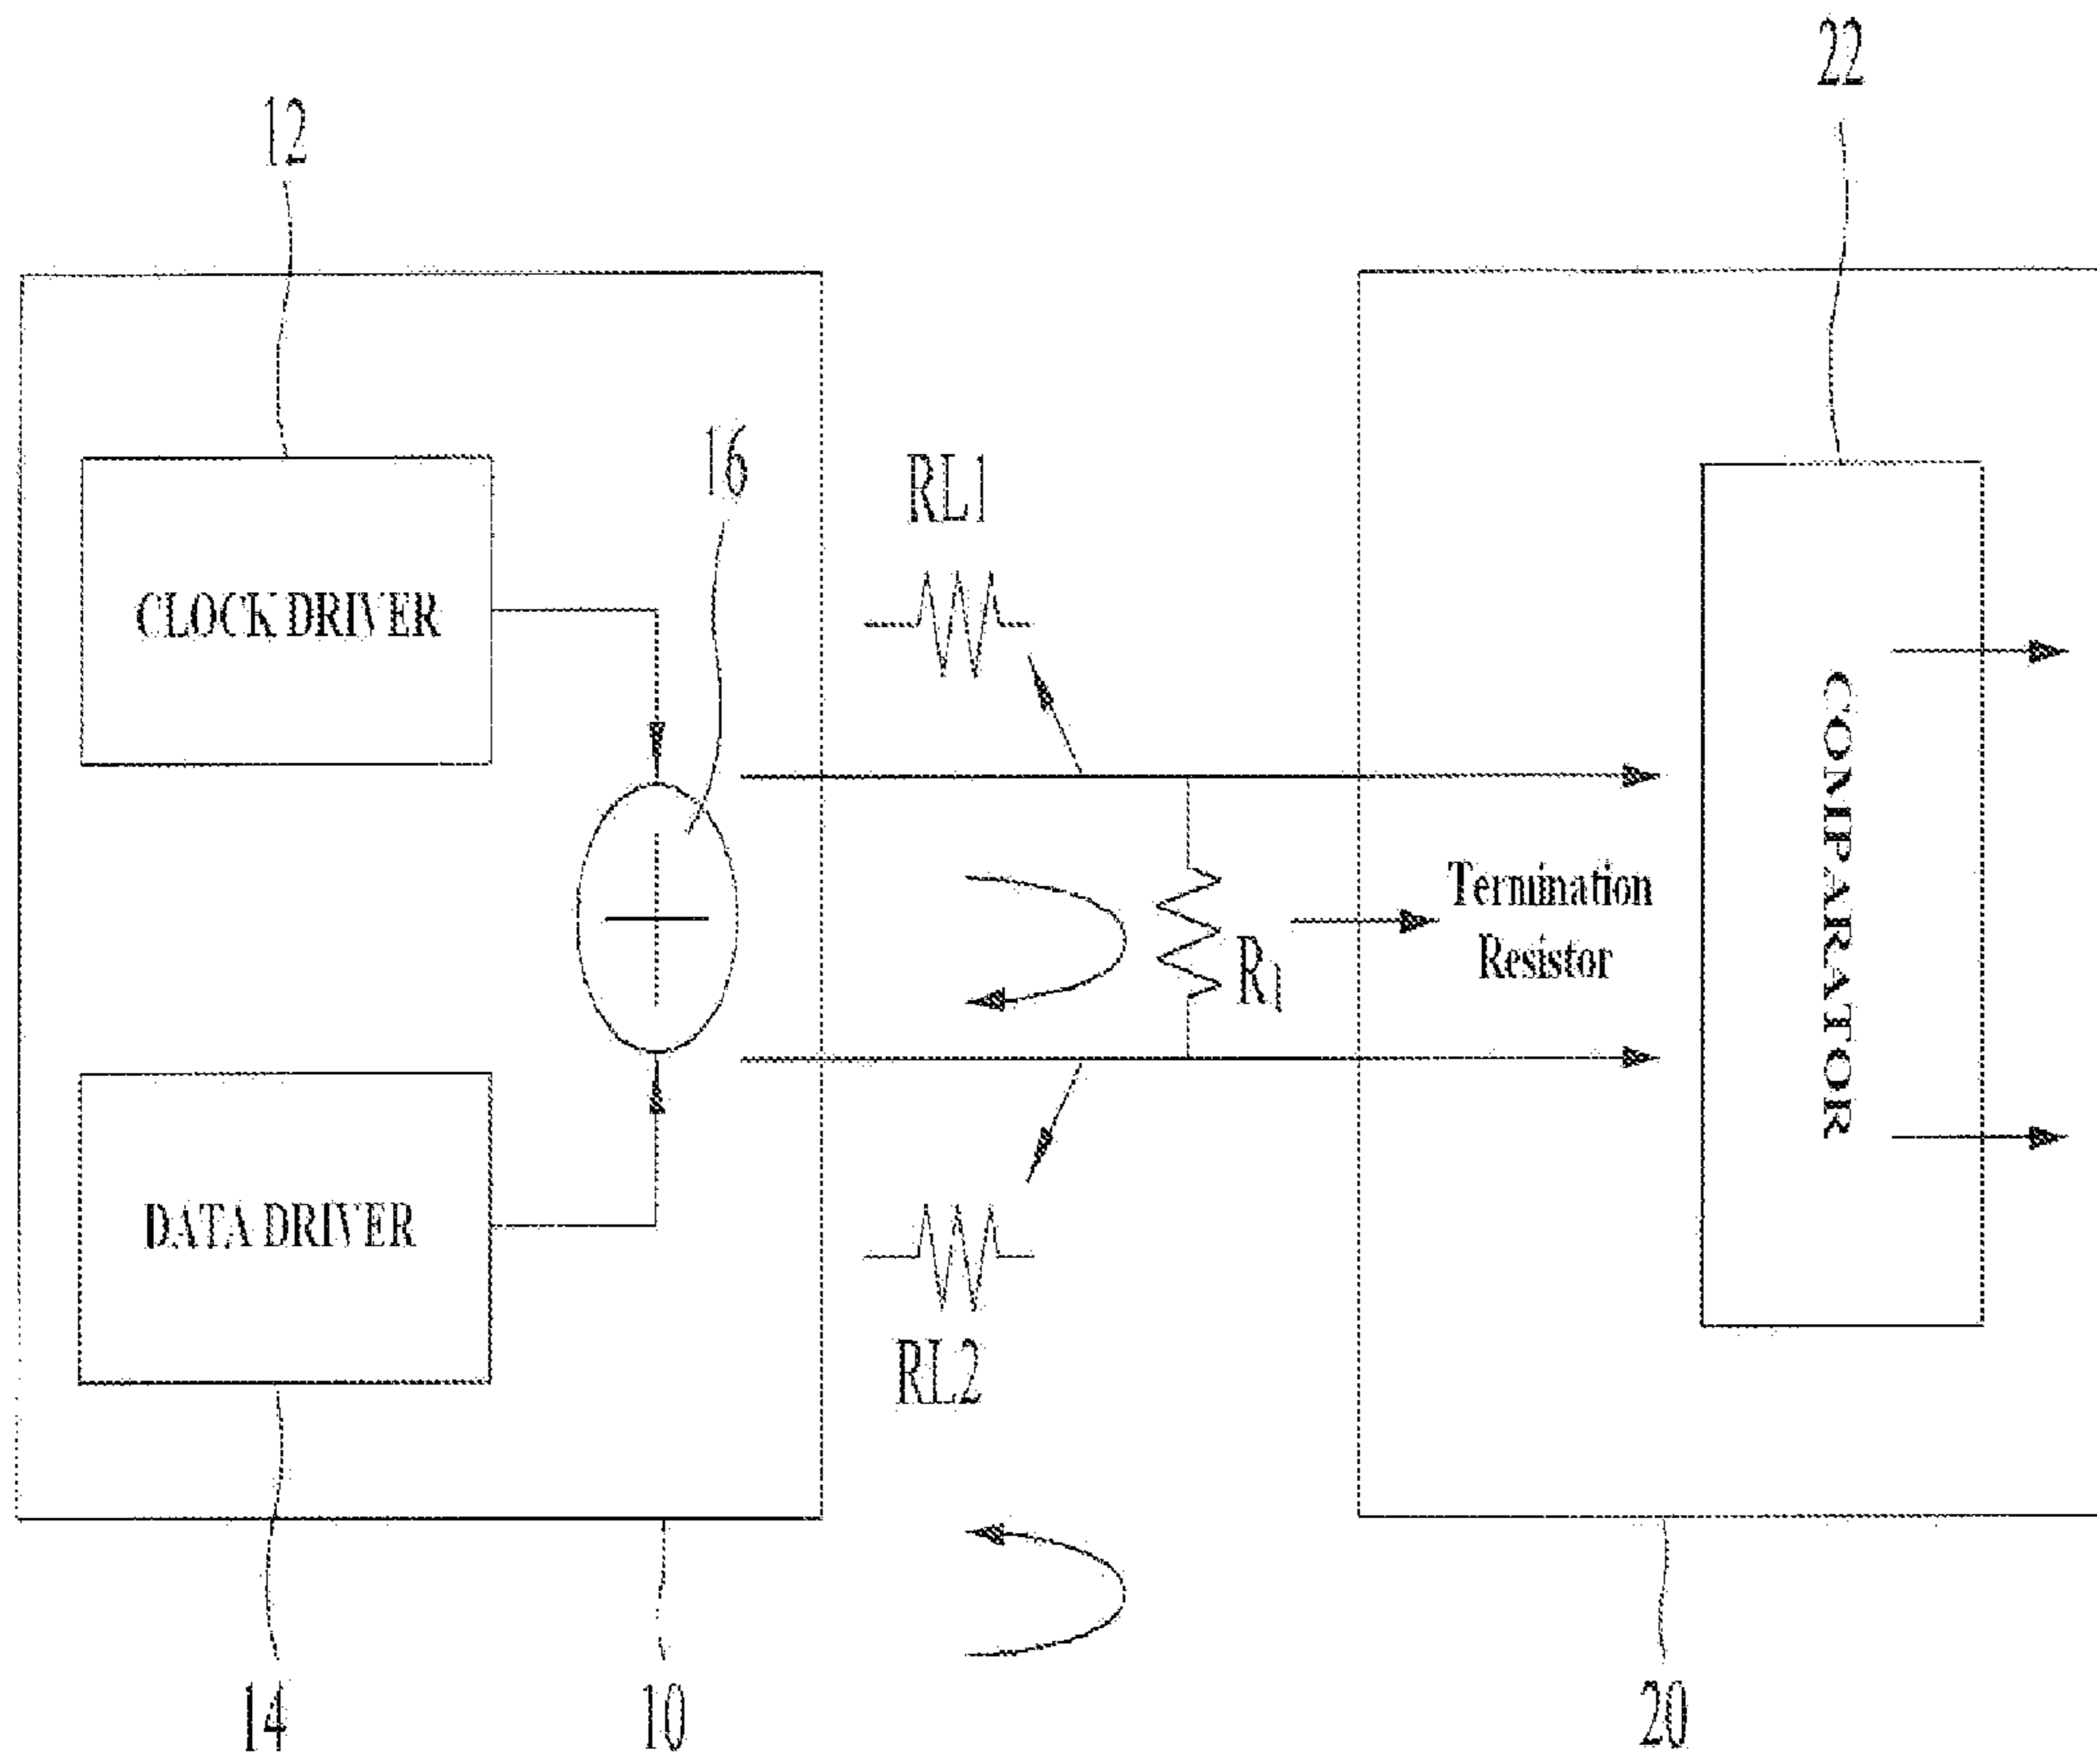 22
12
16
RL1
CLOCK DRIVER
COMPARATOR
Termination
Resistor
R1
DATA DRIVER
RL2
14
10
20